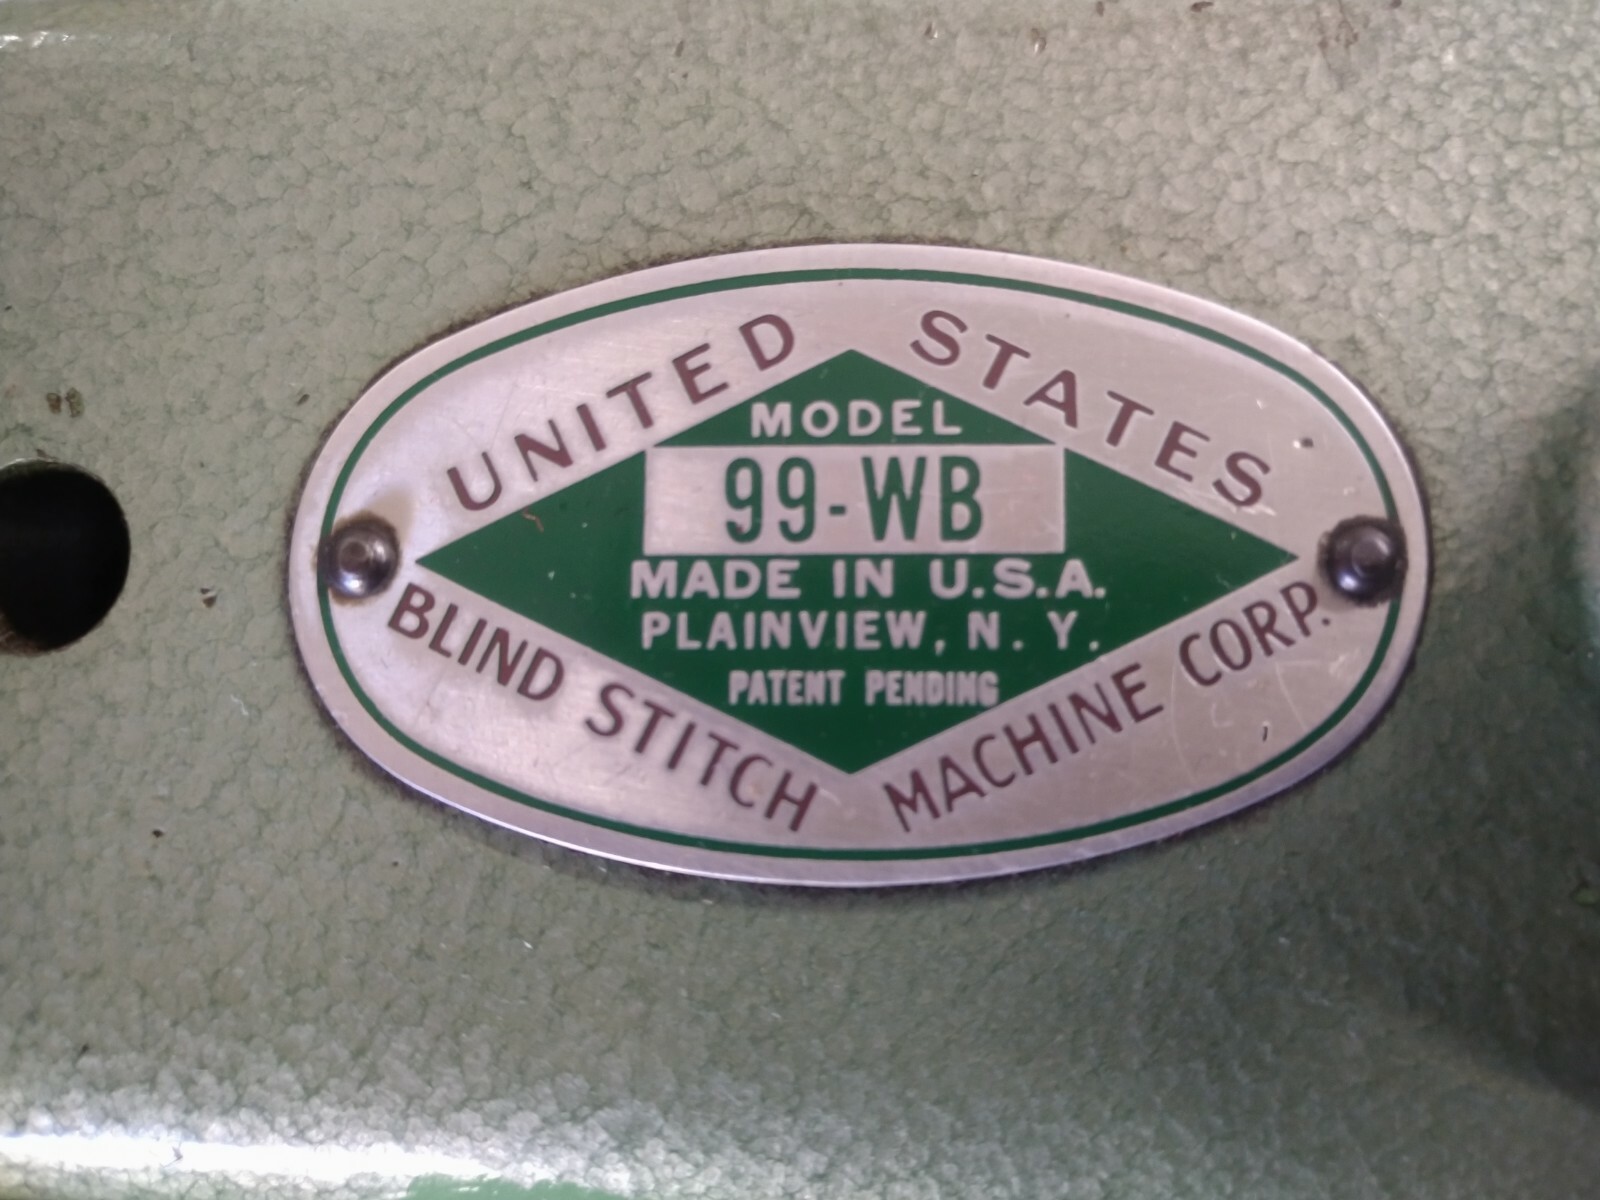 UNITED STATES
MODEL
99-WB
MADE IN U.S.A.
PLAINVIEW, N. Y.
PATENT PENDING
BLIND STITCH MACHINE CORP.